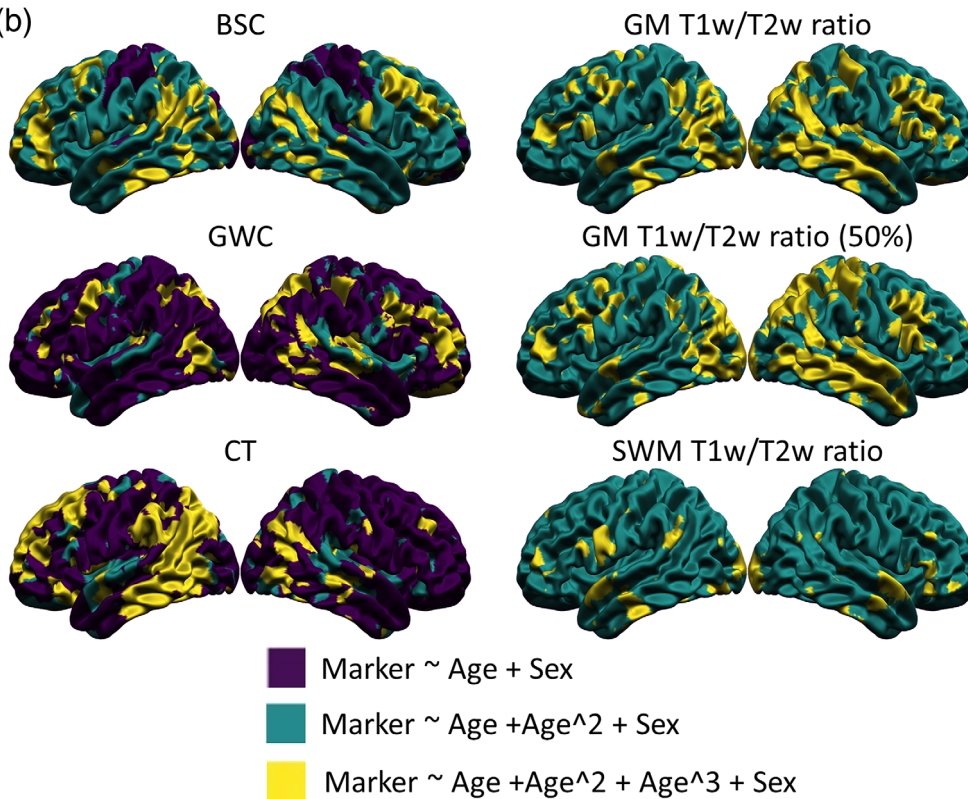 (b)
BSC
GM T1w/T2w ratio
GWC
GM T1w/T2w ratio (50%)
CT
SWM T1w/T2w ratio
Marker ~ Age + Sex
Marker ~ Age +Age^2 + Sex
Marker ~ Age +Age^2 + Age^3 + Sex